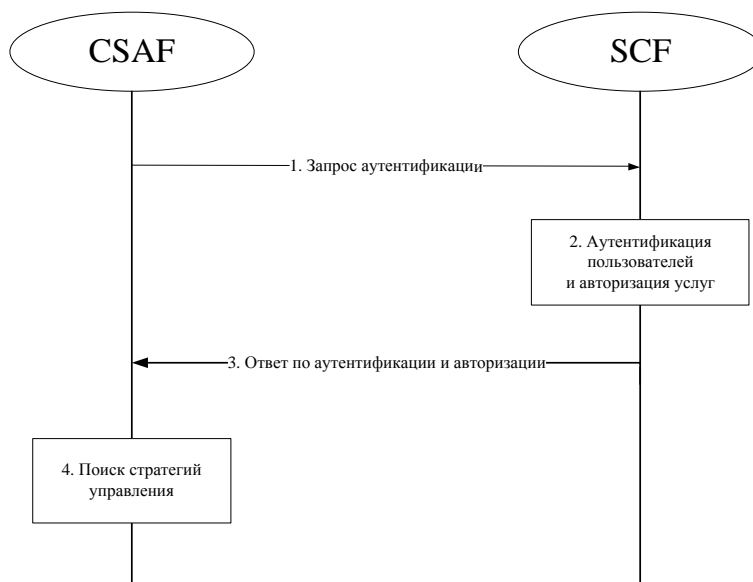 CSAF
SCF
1. Запрос аутентификации
2. Аутентификация
пользователей
и авторизация услуг
3. Ответ по аутентификации и авторизации
4. Поиск стратегий
управления